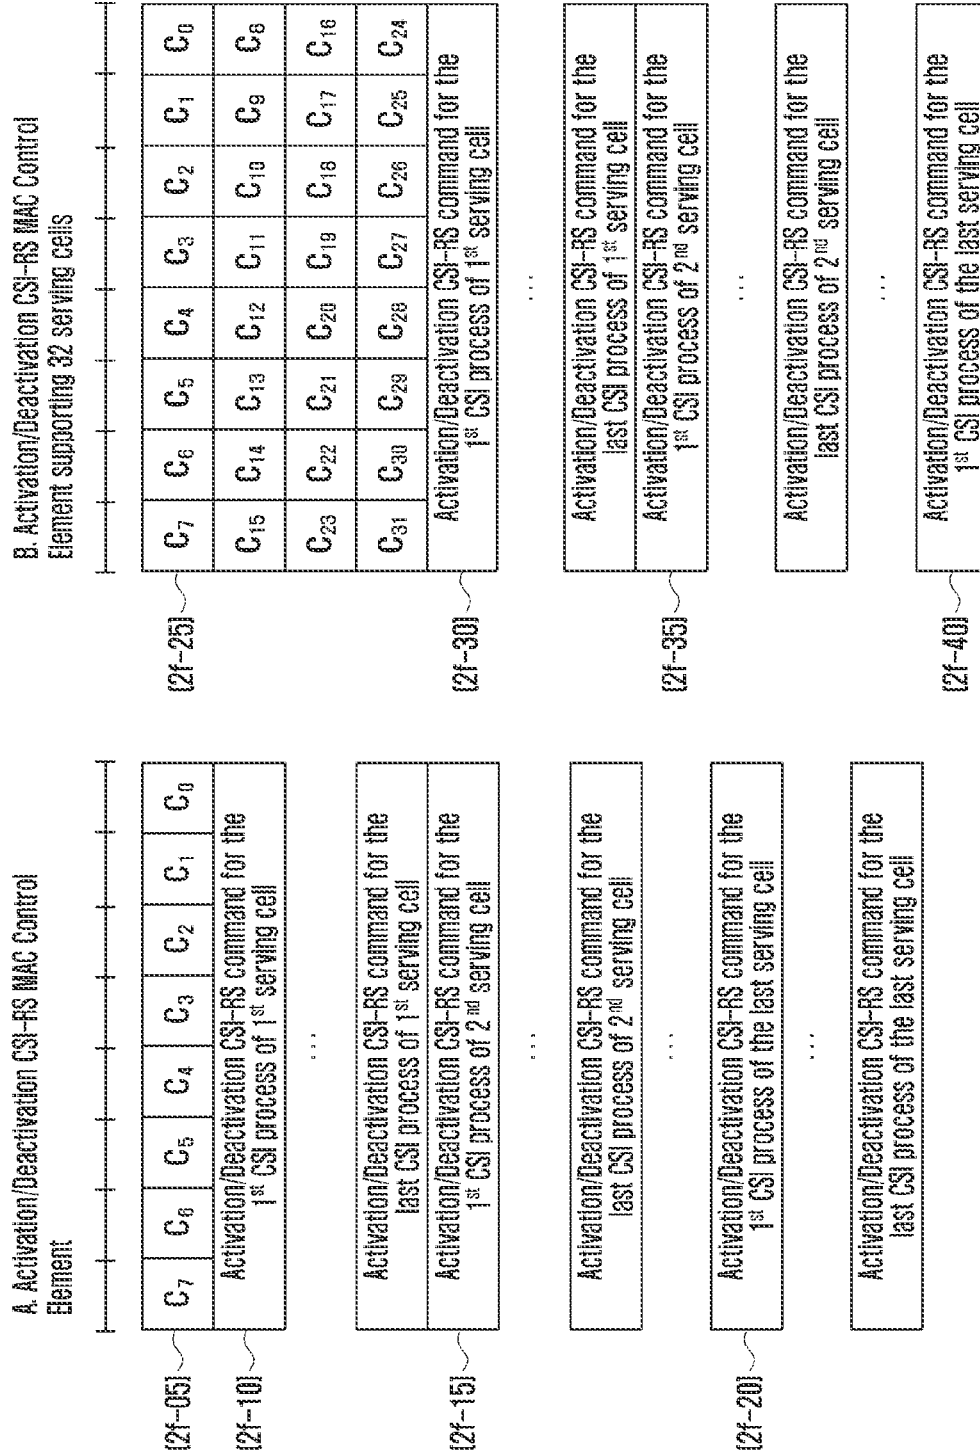 A. Activation/Deactivation CSI-RS MAC Control
Element
C7 C6 C5 C4 C3 C2 C1 C0
[2f-05]
Activation/Deactivation CSI-RS command for the
1st CSI process of 1st serving cell
[2f-10]
...
Activation/Deactivation CSI-RS command for the
last CSI process of 1st serving cell
Activation/Deactivation CSI-RS command for the
1st CSI process of 2nd serving cell
[2f-15]
...
Activation/Deactivation CSI-RS command for the
last CSI process of 2nd serving cell
...
Activation/Deactivation CSI-RS command for the
1st CSI process of the last serving cell
[2f-20]
...
Activation/Deactivation CSI-RS command for the
last CSI process of the last serving cell
B. Activation/Deactivation CSI-RS MAC Control
Element supporting 32 serving cells
C7 C6 C5 C4 C3 C2 C1 C0
[2f-25]
C15 C14 C13 C12 C11 C10 C9 C8
C23 C22 C21 C20 C19 C18 C17 C16
C31 C30 C29 C28 C27 C26 C25 C24
Activation/Deactivation CSI-RS command for the
1st CSI process of 1st serving cell
[2f-30]
...
Activation/Deactivation CSI-RS command for the
last CSI process of 1st serving cell
Activation/Deactivation CSI-RS command for the
1st CSI process of 2nd serving cell
[2f-35]
...
Activation/Deactivation CSI-RS command for the
last CSI process of 2nd serving cell
...
Activation/Deactivation CSI-RS command for the
1st CSI process of the last serving cell
[2f-40]